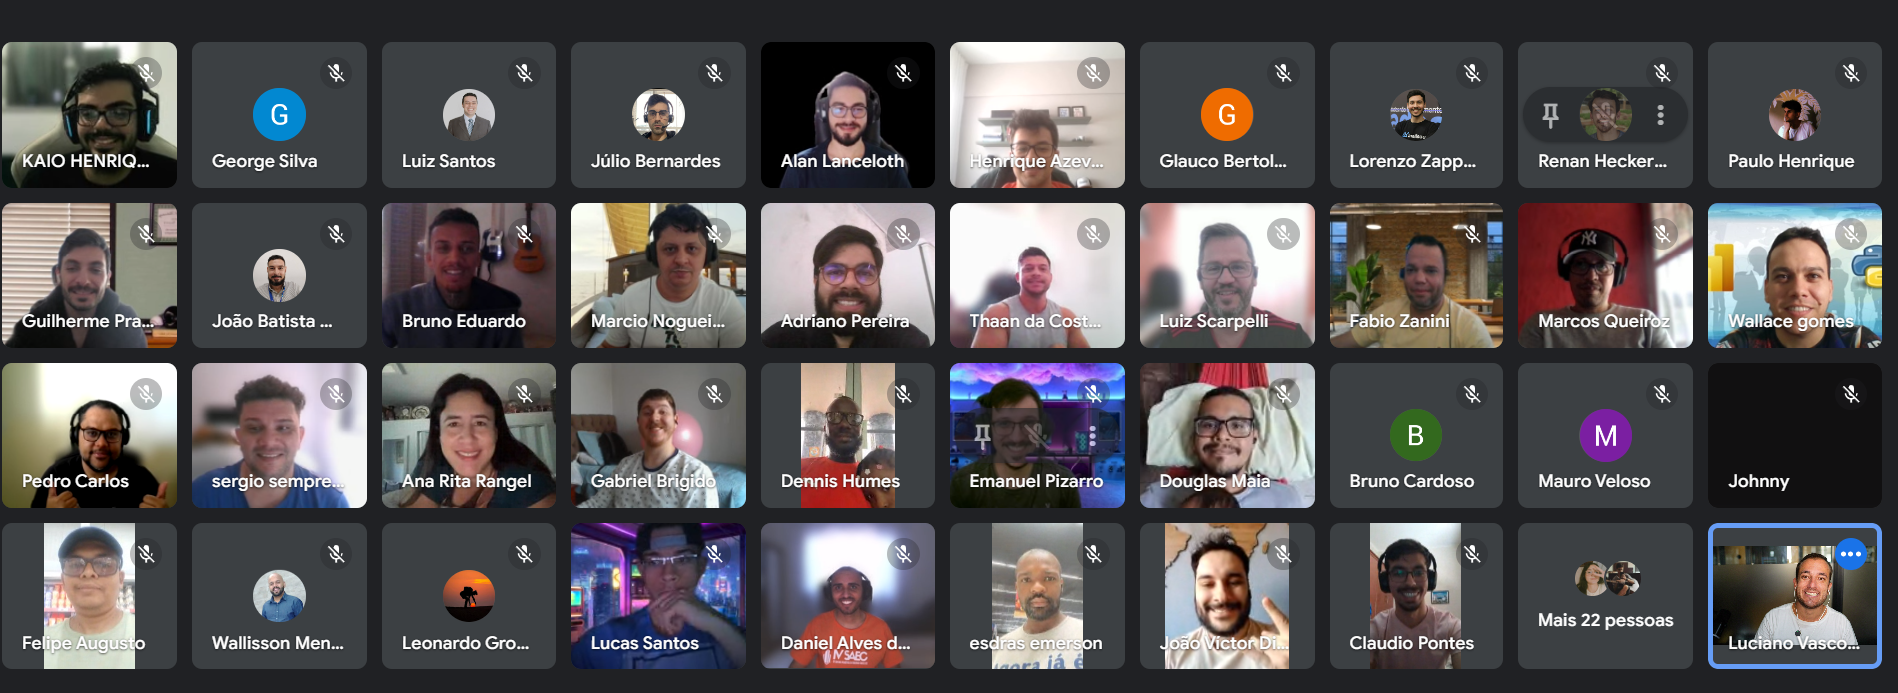 KAIO HENRIQ...
G
George Silva
Luiz Santos
Júlio Bernardes
Alan Lanceloth
Henrique Azev...
G
Glauco Bertol...
Lorenzo Zapp...
Renan Hecker...
Paulo Henrique
Guilherme Pra...
João Batista ...
Bruno Eduardo
Marcio Noguei...
Adriano Pereira
Thaan da Cost...
Luiz Scarpelli
Fabio Zanini
Marcos Queiroz
Wallace gomes
Pedro Carlos
sergio sempre...
Ana Rita Rangel
Gabriel Brigido
Dennis Humes
Emanuel Pizarro
Douglas Maia
B
Bruno Cardoso
M
Mauro Veloso
Johnny
Felipe Augusto
Wallisson Men...
Leonardo Gro...
Lucas Santos
Daniel Alves d...
IV SAEC
esdras emerson
Agora já é
João Victor Di...
Claudio Pontes
Mais 22 pessoas
Luciano Vasco...